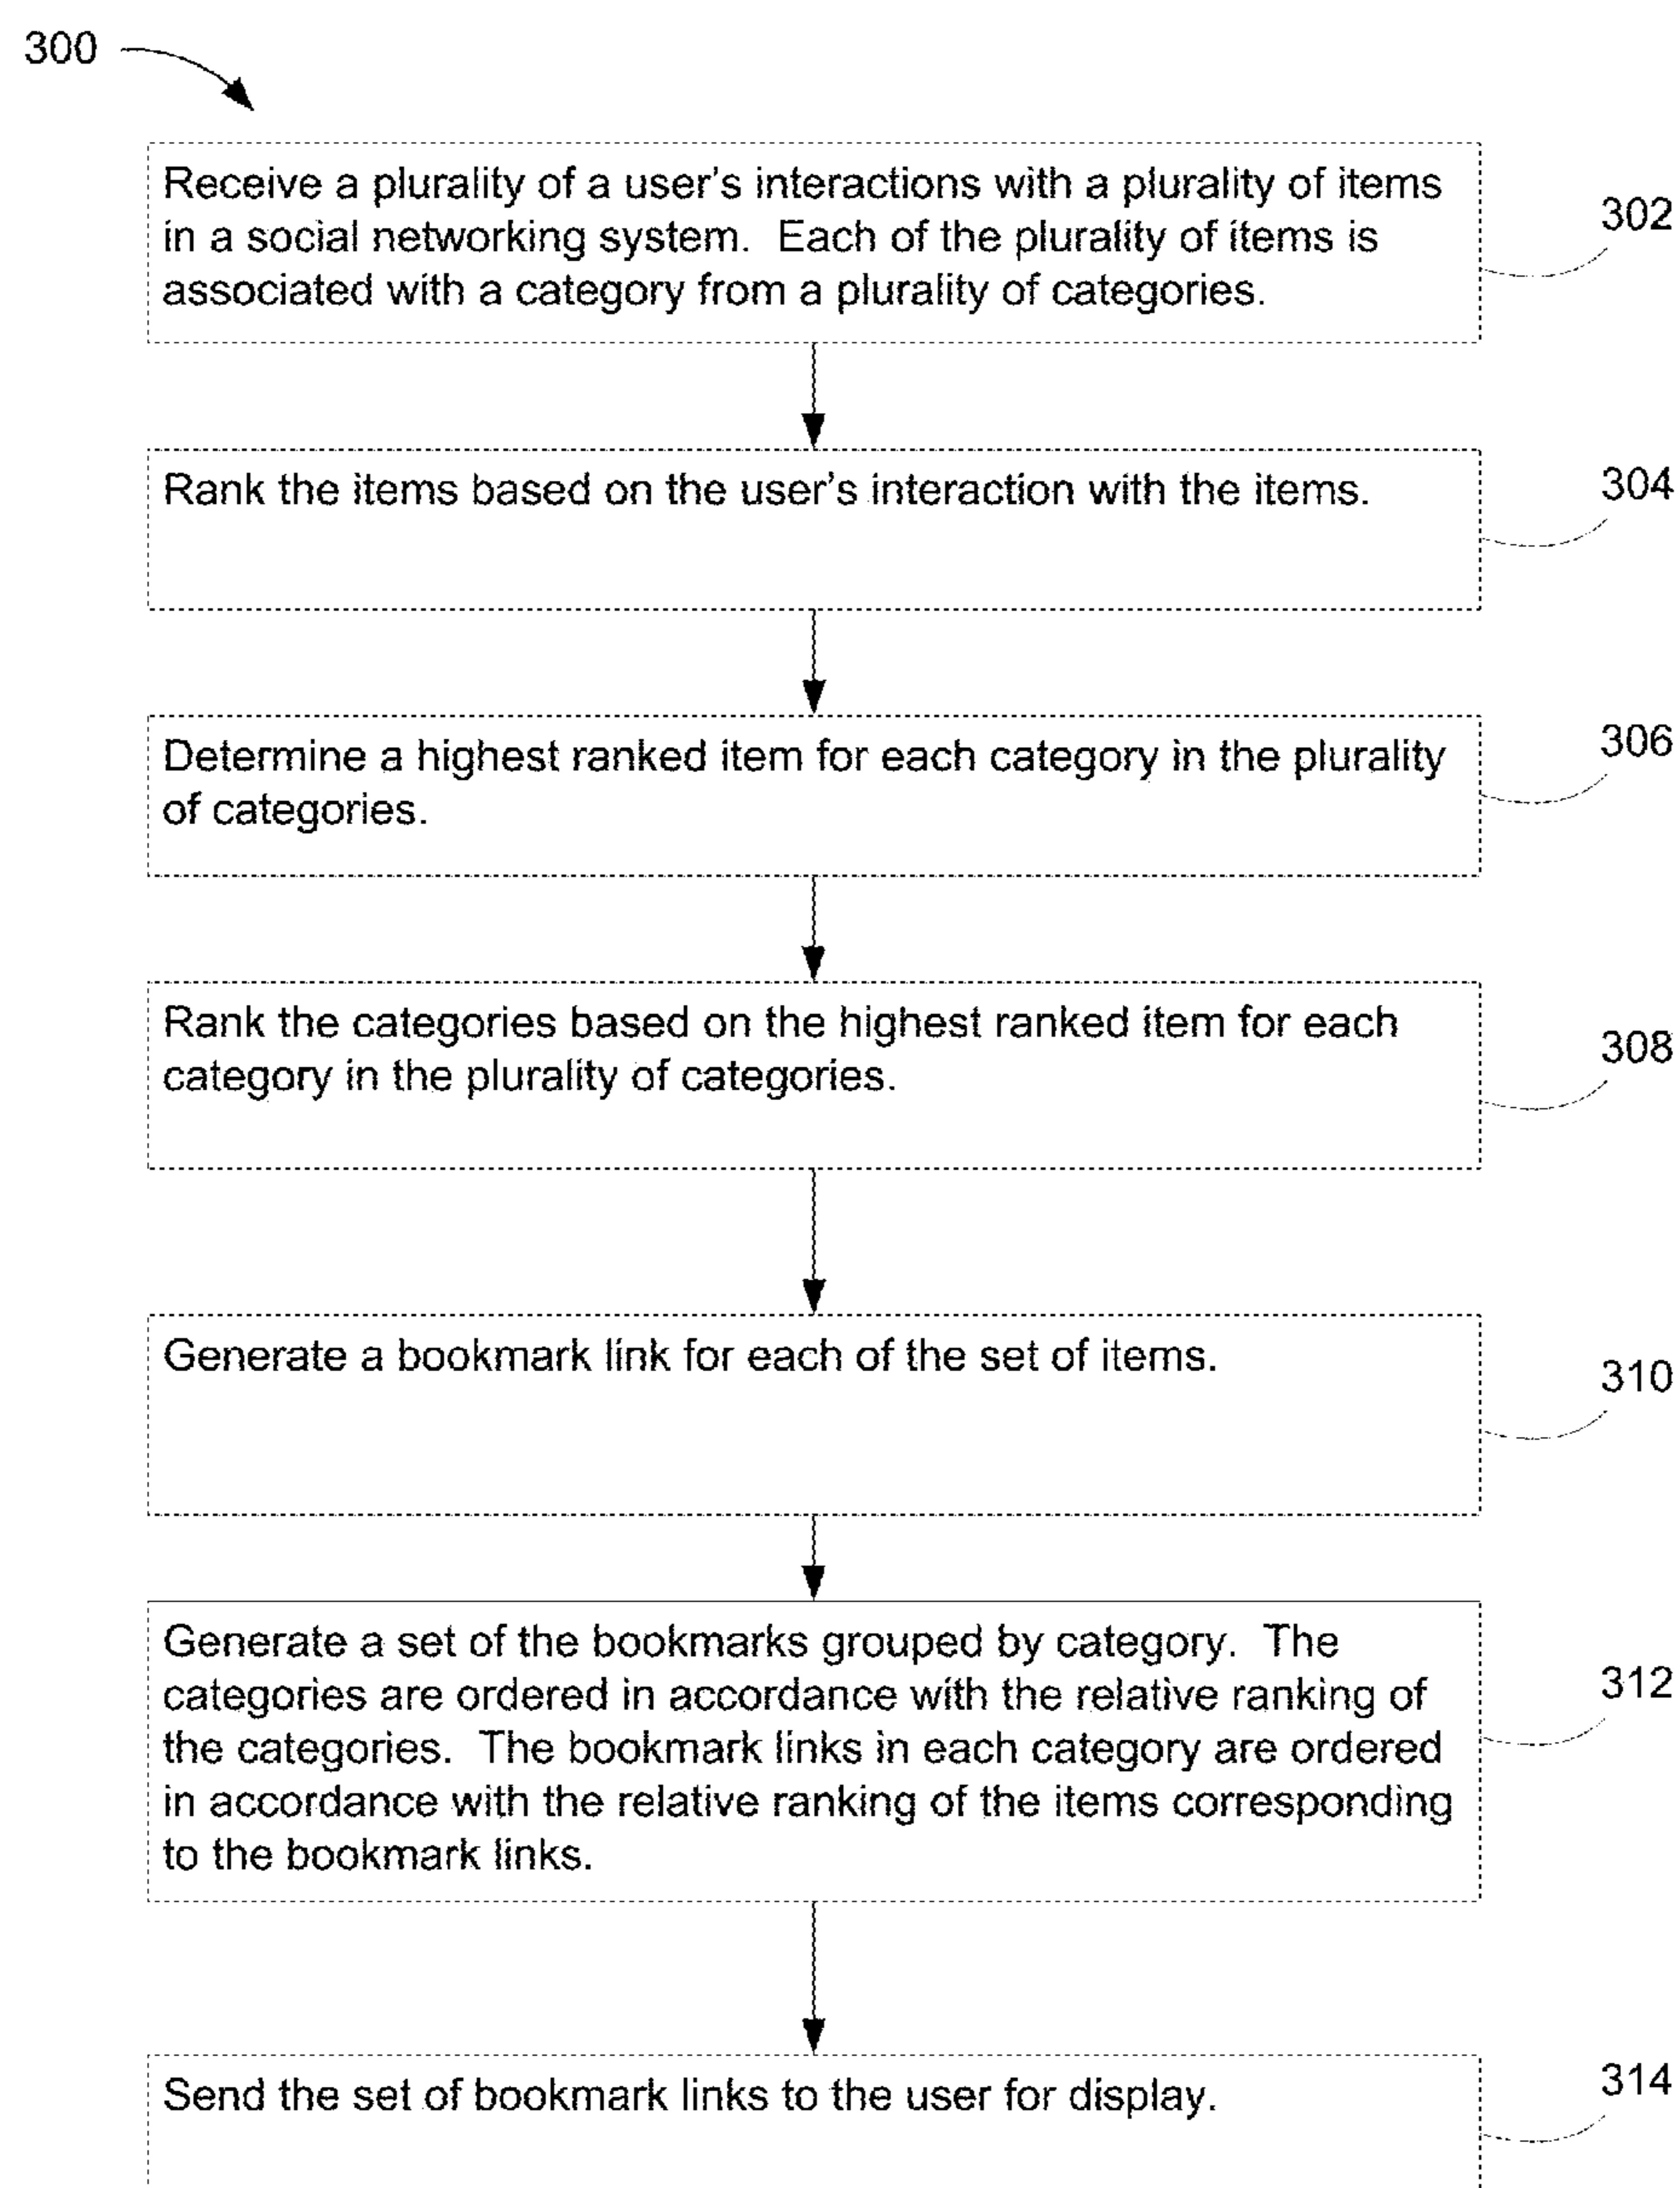 300
Receive a plurality of a user's interactions with a plurality of items
in a social networking system.  Each of the plurality of items is
associated with a category from a plurality of categories.
302
Rank the items based on the user's interaction with the items.
304
Determine a highest ranked item for each category in the plurality
of categories.
306
Rank the categories based on the highest ranked item for each
category in the plurality of categories.
308
Generate a bookmark link for each of the set of items.
310
Generate a set of the bookmarks grouped by category.  The
categories are ordered in accordance with the relative ranking of
the categories.  The bookmark links in each category are ordered
in accordance with the relative ranking of the items corresponding
to the bookmark links.
312
Send the set of bookmark links to the user for display.
314